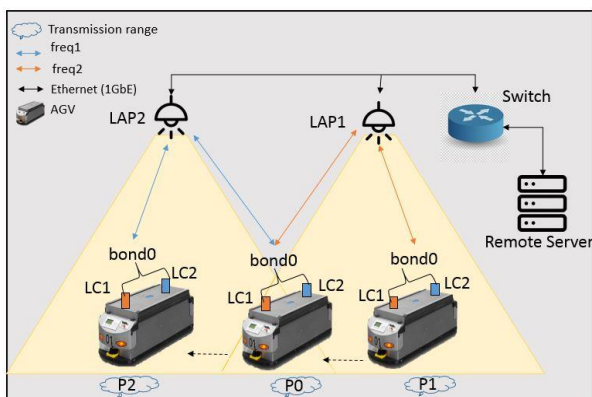 Transmission range
freq1
freq2
Ethernet (1GbE)
AGV
LAP2
LAP1
Switch
Remote Server
bond0
LC1
LC2
bond0
LC1
LC2
bond0
LC1
LC2
P2
P0
P1